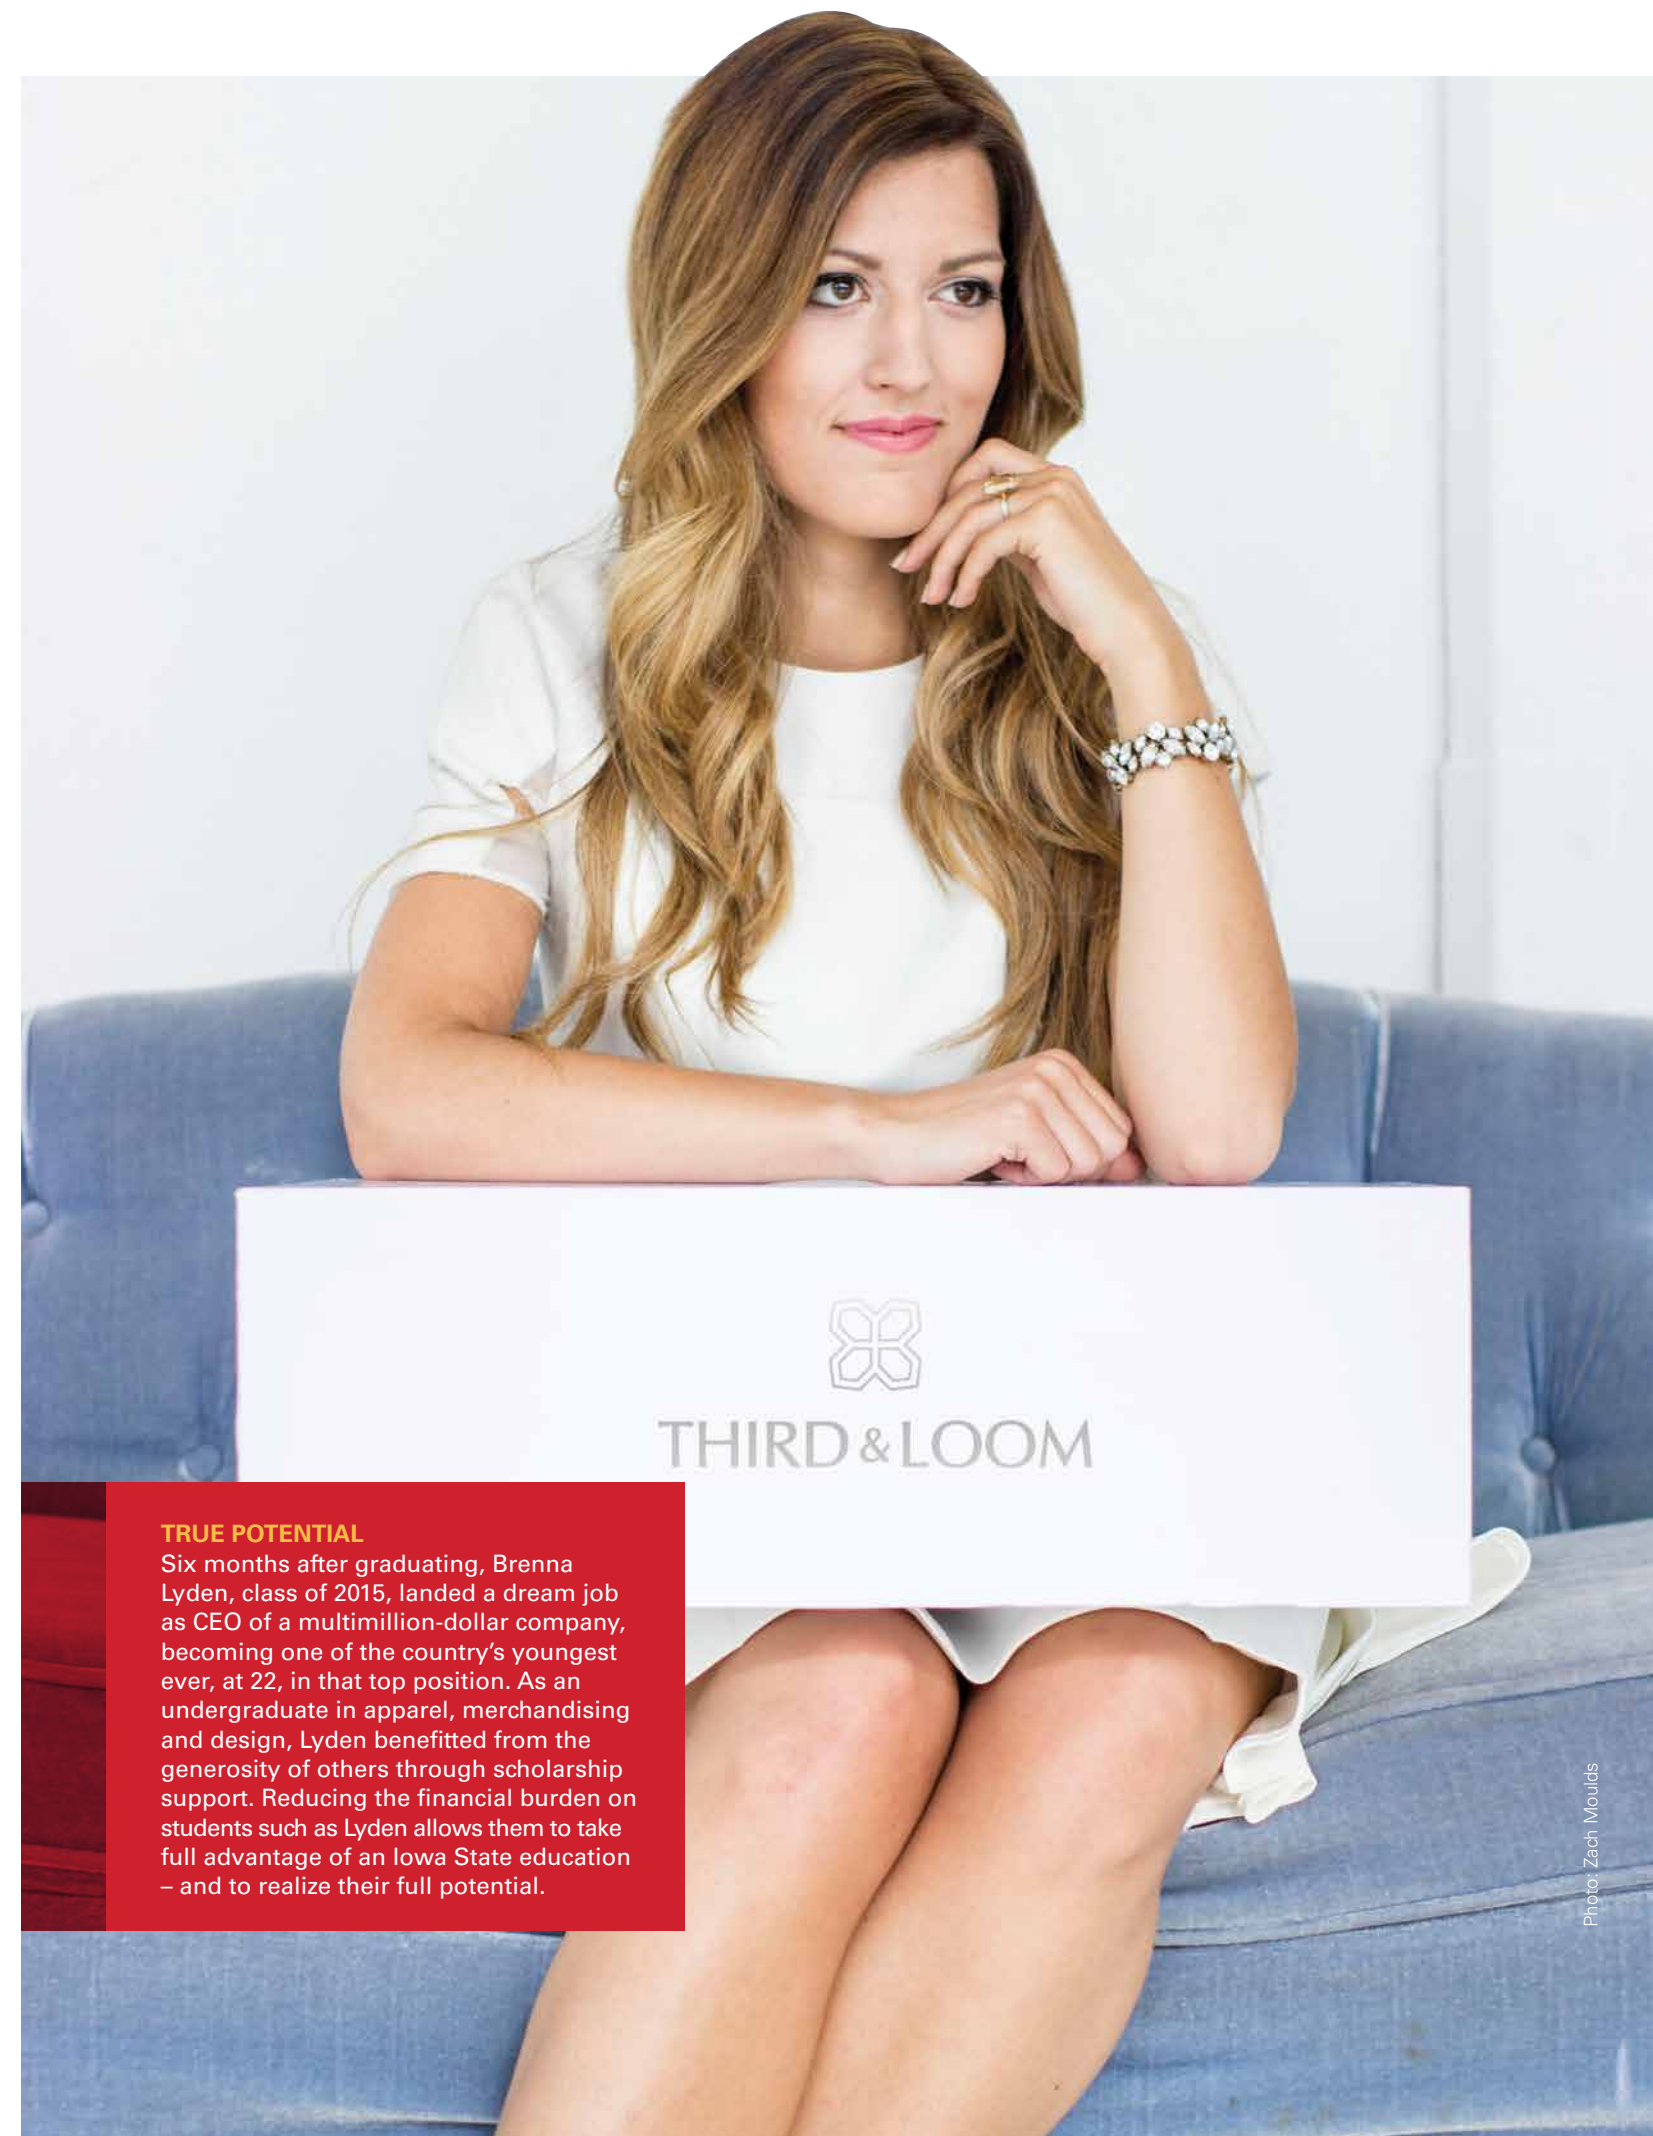 THIRD & LOOM
TRUE POTENTIAL
Six months after graduating, Brenna
Lyden, class of 2015, landed a dream job
as CEO of a multimillion-dollar company,
becoming one of the country’s youngest
ever, at 22, in that top position. As an
undergraduate in apparel, merchandising
and design, Lyden benefitted from the
generosity of others through scholarship
support. Reducing the financial burden on
students such as Lyden allows them to take
full advantage of an Iowa State education
– and to realize their full potential.
Photo: Zach Moulds